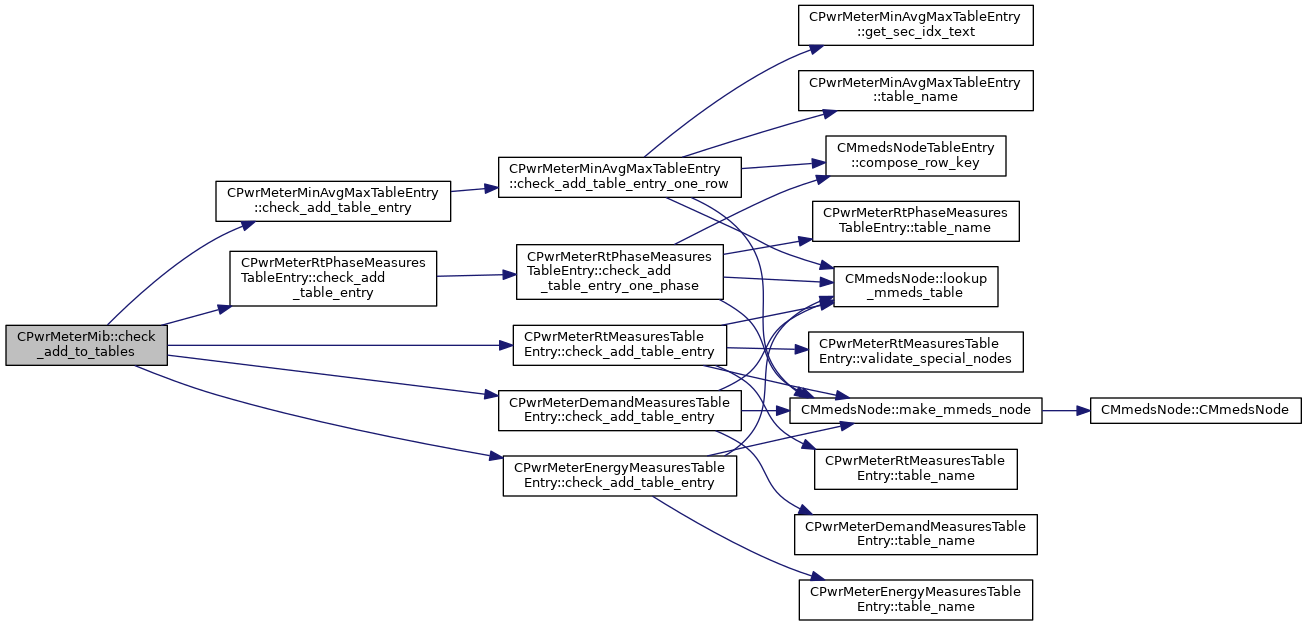 CPwrMeterMib::check
_add_to_tables
CPwrMeterMinAvgMaxTableEntry
::check_add_table_entry
CPwrMeterRtPhaseMeasures
TableEntry::check_add
_table_entry
CPwrMeterMinAvgMaxTableEntry
::check_add_table_entry_one_row
CPwrMeterRtPhaseMeasures
TableEntry::check_add
_table_entry_one_phase
CPwrMeterRtMeasuresTable
Entry::check_add_table_entry
CPwrMeterDemandMeasuresTable
Entry::check_add_table_entry
CPwrMeterEnergyMeasuresTable
Entry::check_add_table_entry
CPwrMeterMinAvgMaxTableEntry
::get_sec_idx_text
CPwrMeterMinAvgMaxTableEntry
::table_name
CMmedsNodeTableEntry
::compose_row_key
CPwrMeterRtPhaseMeasures
TableEntry::table_name
CMmedsNode::lookup
_mmeds_table
CPwrMeterRtMeasuresTable
Entry::validate_special_nodes
CMmedsNode::make_mmeds_node
CPwrMeterRtMeasuresTable
Entry::table_name
CPwrMeterDemandMeasuresTable
Entry::table_name
CPwrMeterEnergyMeasuresTable
Entry::table_name
CMmedsNode::CMmedsNode